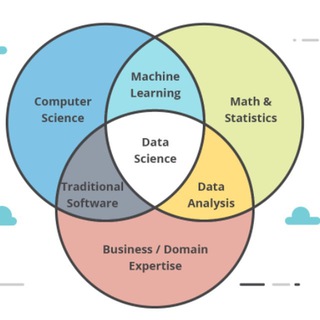 Machine
Learning
Computer
Science
Math &
Statistics
Data
Science
Traditional
Software
Data
Analysis
Business / Domain
Expertise